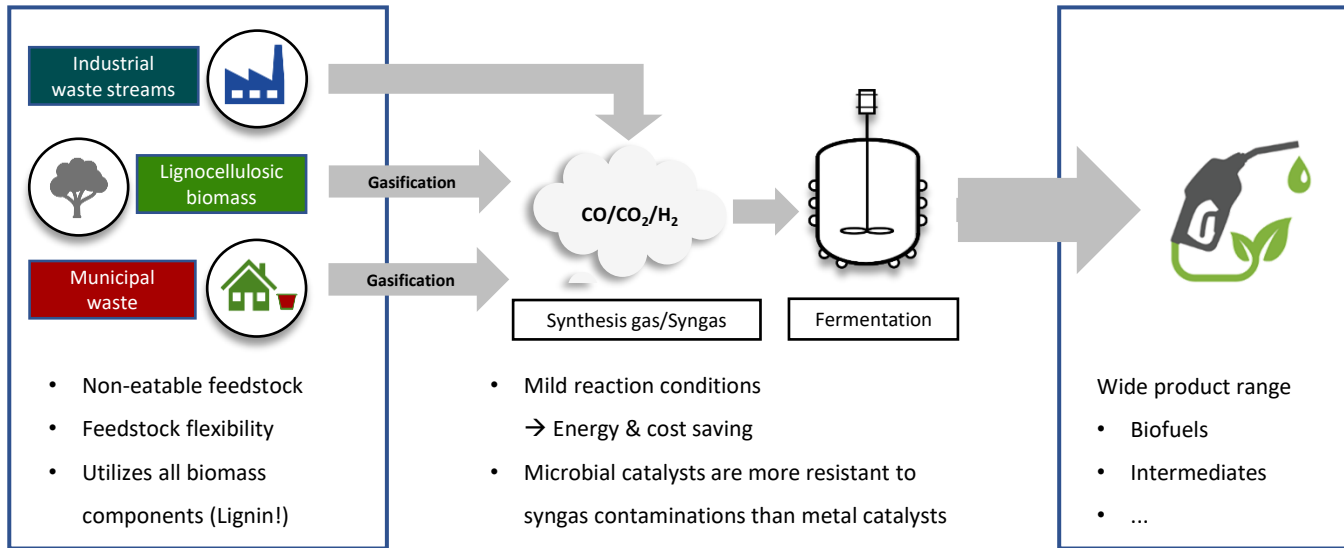 Industrial
waste streams
Lignocellulosic
biomass
Municipal
waste
Gasification
Gasification
CO/CO₂/H₂
Synthesis gas/Syngas
Fermentation
• Non-eatable feedstock
• Feedstock flexibility
• Utilizes all biomass
components (Lignin!)
• Mild reaction conditions
→ Energy & cost saving
• Microbial catalysts are more resistant to
syngas contaminations than metal catalysts
Wide product range
• Biofuels
• Intermediates
• ...